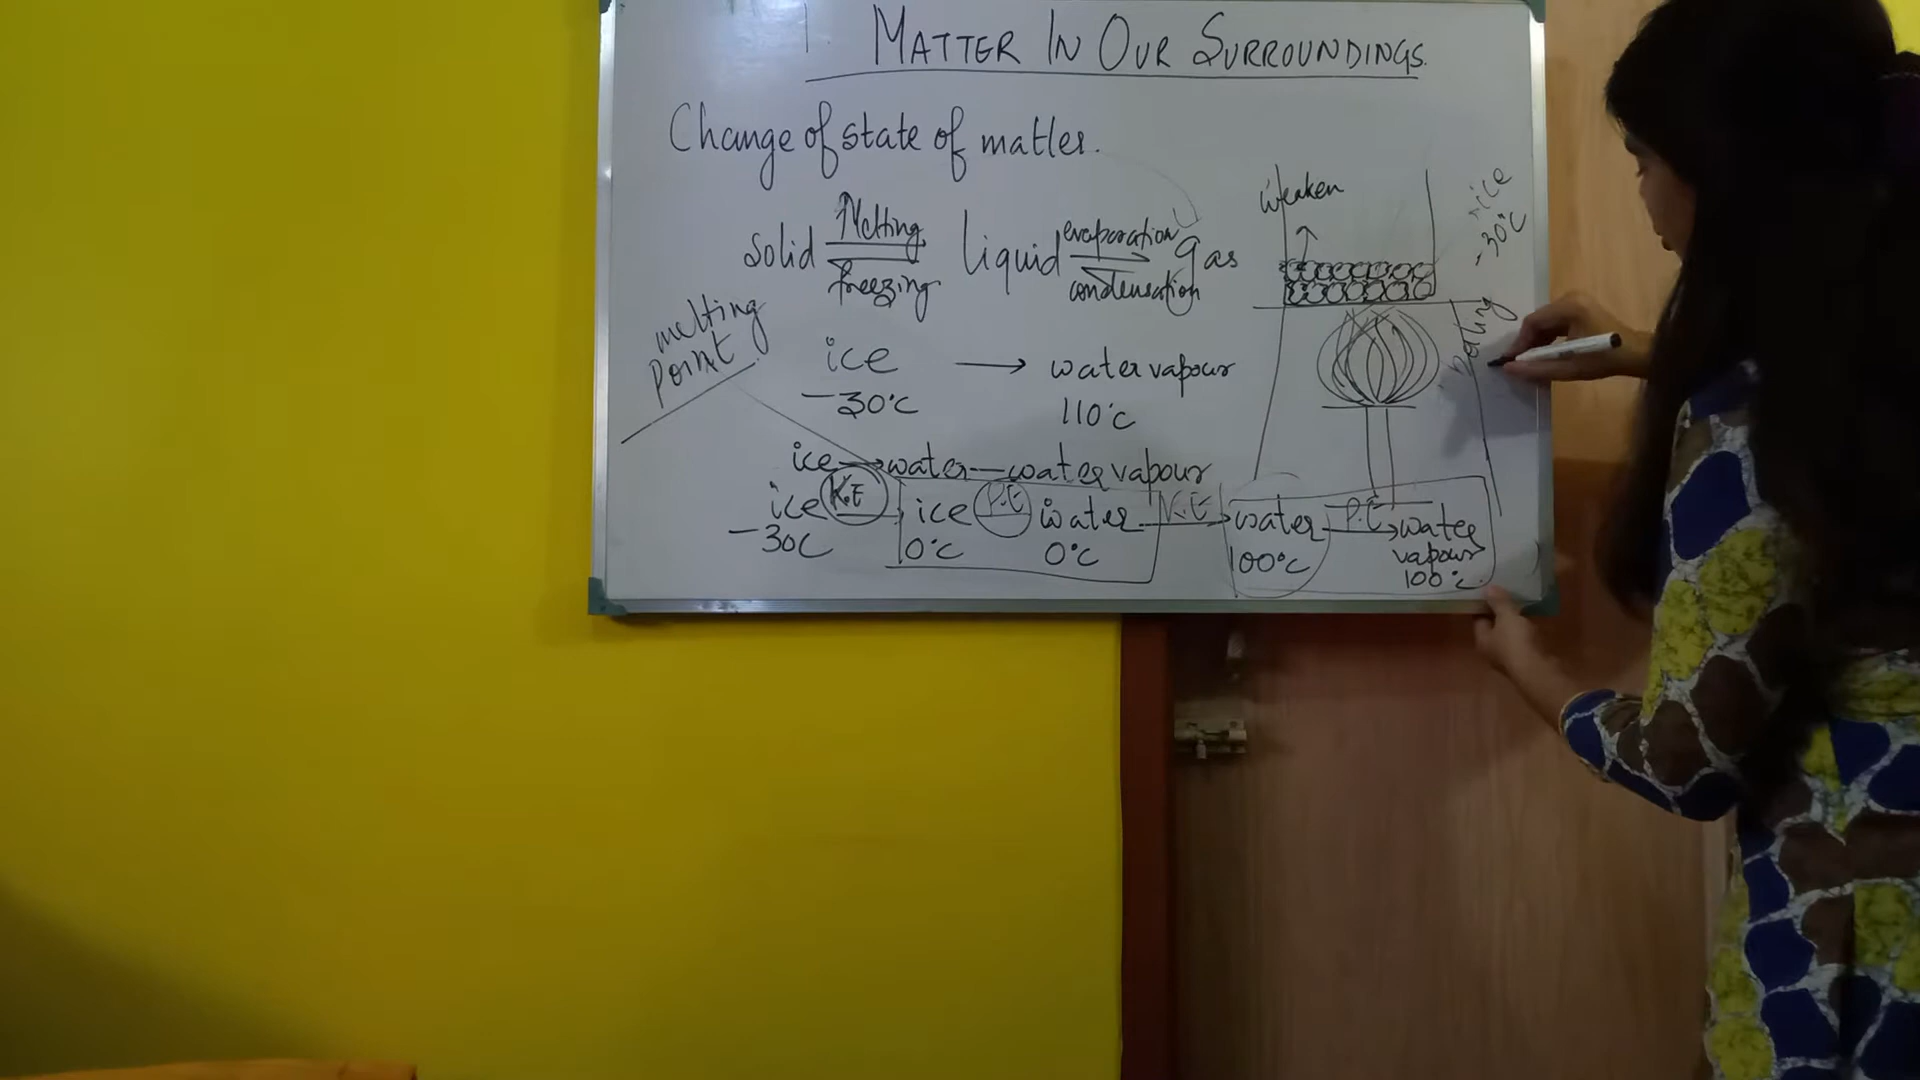 1. MATTER IN OUR SURROUNDINGS.
Change of state of matter.
solid Melting freezing liquid evaporation condensation gas
weaken
ice
-30°C
melting
point
ice → water vapour
-30°C 110°C
Boiling
ice → water — water vapour
ice K.E ice P.E water K.E water P.E water
-30C 0°C 0°C 100°C vapour
100°C